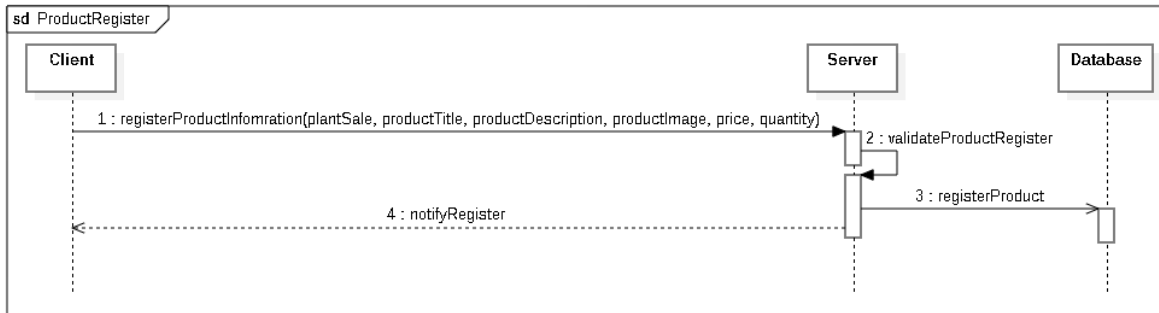 sd ProductRegister
Client
Server
Database
1 : registerProductInfomration(plantSale, productTitle, productDescription, productImage, price, quantity)
2 : validateProductRegister
3 : registerProduct
4 : notifyRegister